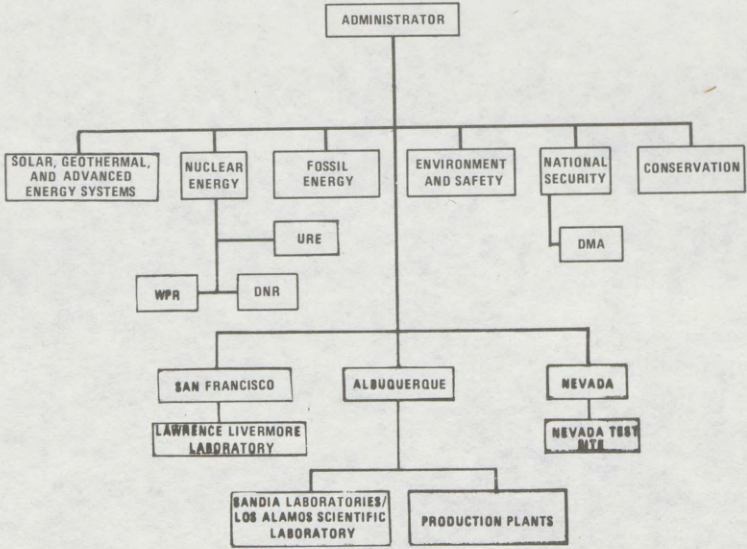 ADMINISTRATOR
SOLAR, GEOTHERMAL,
AND ADVANCED
ENERGY SYSTEMS
NUCLEAR
ENERGY
FOSSIL
ENERGY
ENVIRONMENT
AND SAFETY
NATIONAL
SECURITY
CONSERVATION
URE
DMA
WPR
DNR
SAN FRANCISCO
ALBUQUERQUE
NEVADA
LAWRENCE LIVERMORE
LABORATORY
NEVADA TEST
SITE
SANDIA LABORATORIES/
LOS ALAMOS SCIENTIFIC
LABORATORY
PRODUCTION PLANTS